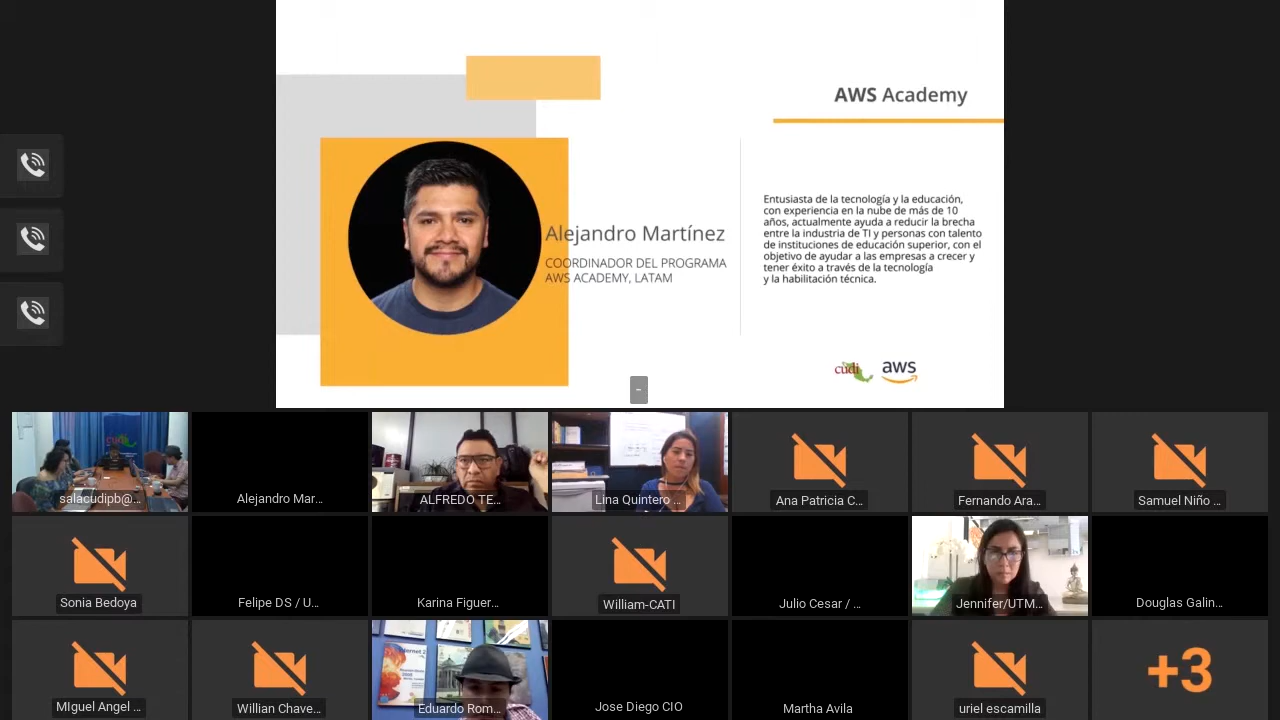 AWS Academy
Alejandro Martínez
COORDINADOR DEL PROGRAMA
AWS ACADEMY, LATAM
Entusiasta de la tecnología y la educación,
con experiencia en la nube de más de 10
años, actualmente ayuda a reducir la brecha
entre la industria de TI y personas con talento
de instituciones de educación superior, con el
objetivo de ayudar a las empresas a crecer y
tener éxito a través de la tecnología
y la habilitación técnica.
cudi
aws
salacudipb@...
Alejandro Mar...
ALFREDO TE...
Lina Quintero ...
Ana Patricia C...
Fernando Ara...
Samuel Niño ...
Sonia Bedoya
Felipe DS / U...
Karina Figuer...
William-CATI
Julio Cesar / ...
Jennifer/UTM...
Douglas Galin...
MIguel Angel ...
Willian Chave...
Eduardo Rom...
Jose Diego CIO
Martha Avila
uriel escamilla
+3